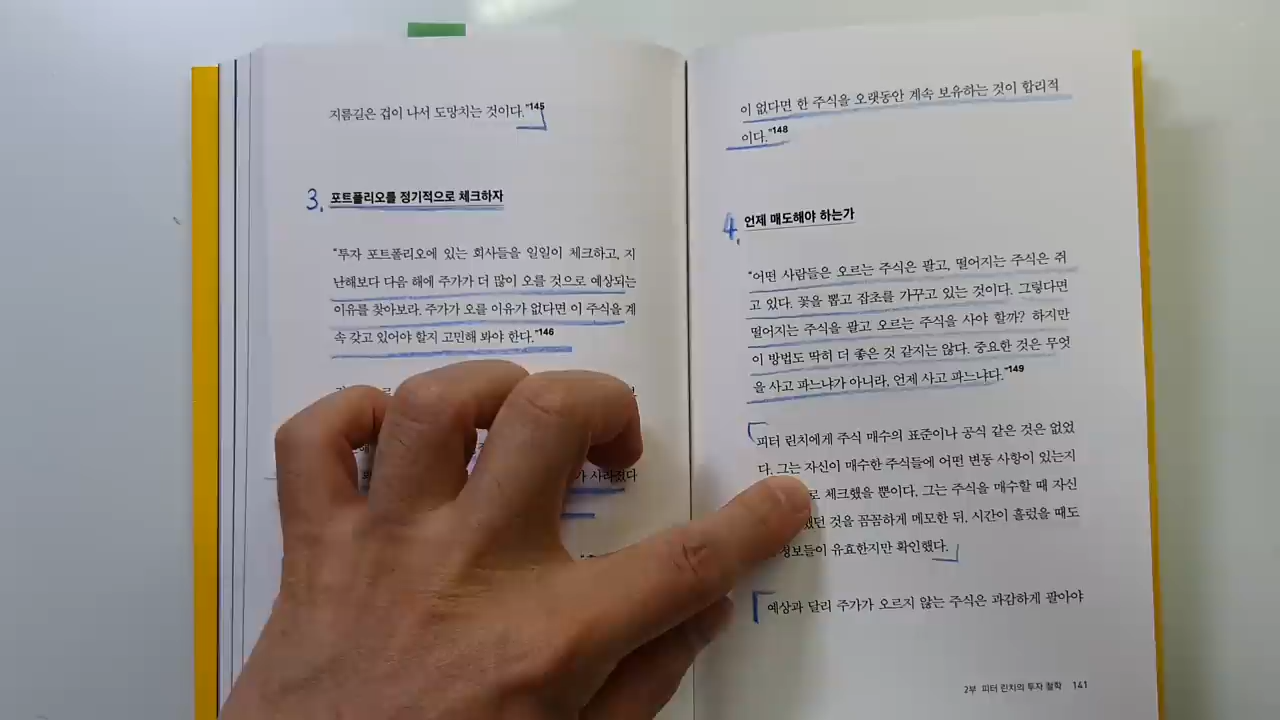 지름길은 겁이 나서 도망치는 것이다."145
3. 포트폴리오를 정기적으로 체크하자
"투자 포트폴리오에 있는 회사들을 일일이 체크하고, 지
난해보다 다음 해에 주가가 더 많이 오를 것으로 예상되는
이유를 찾아보라. 주가가 오를 이유가 없다면 이 주식을 계
속 갖고 있어야 할지 고민해 봐야 한다."146
가 사라졌다
이 없다면 한 주식을 오랫동안 계속 보유하는 것이 합리적
이다."148
4. 언제 매도해야 하는가
"어떤 사람들은 오르는 주식은 팔고, 떨어지는 주식은 쥐
고 있다. 꽃을 뽑고 잡초를 가꾸고 있는 것이다. 그렇다면
떨어지는 주식을 팔고 오르는 주식을 사야 할까? 하지만
이 방법도 딱히 더 좋은 것 같지는 않다. 중요한 것은 무엇
을 사고 파느냐가 아니라, 언제 사고 파느냐다."149
피터 린치에게 주식 매수의 표준이나 공식 같은 것은 없었
다. 그는 자신이 매수한 주식들에 어떤 변동 사항이 있는지
로 체크했을 뿐이다. 그는 주식을 매수할 때 자신
했던 것을 꼼꼼하게 메모한 뒤, 시간이 흘렀을 때도
정보들이 유효한지만 확인했다.
예상과 달리 주가가 오르지 않는 주식은 과감하게 팔아야
2부 피터 린치의 투자 철학 141